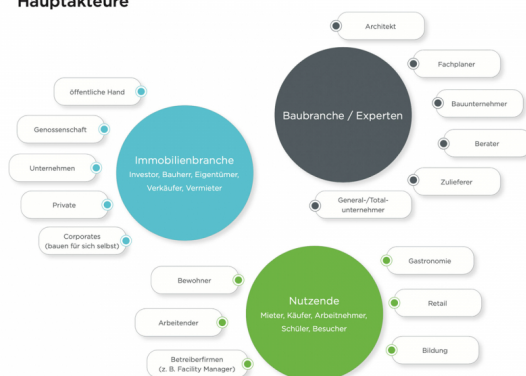 Hauptakteure
Architekt
Fachplaner
öffentliche Hand
Bauunternehmer
Baubranche / Experten
Genossenschaft
Berater
Immobilienbranche
Investor, Bauherr, Eigentümer,
Verkäufer, Vermieter
Unternehmen
Zulieferer
Private
General-/Total-
unternehmer
Corporates
(bauen für sich selbst)
Gastronomie
Bewohner
Nutzende
Mieter, Käufer, Arbeitnehmer,
Schüler, Besucher
Retail
Arbeitender
Bildung
Betreiberfirmen
(z. B. Facility Manager)